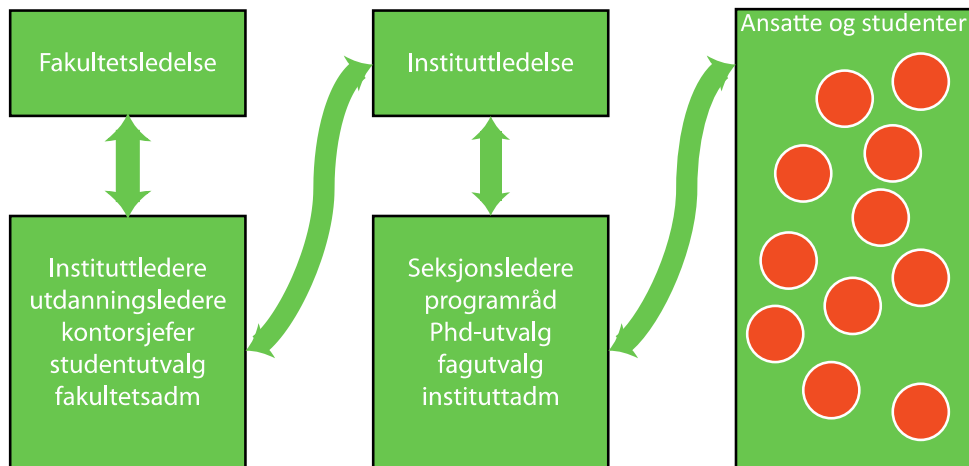 Fakultetsledelse
Instituttledere
utdanningsledere
kontorsjefer
studentutvalg
fakultetsadm
Instituttledelse
Seksjonsledere
programråd
Phd-utvalg
fagutvalg
instituttadm
Ansatte og studenter